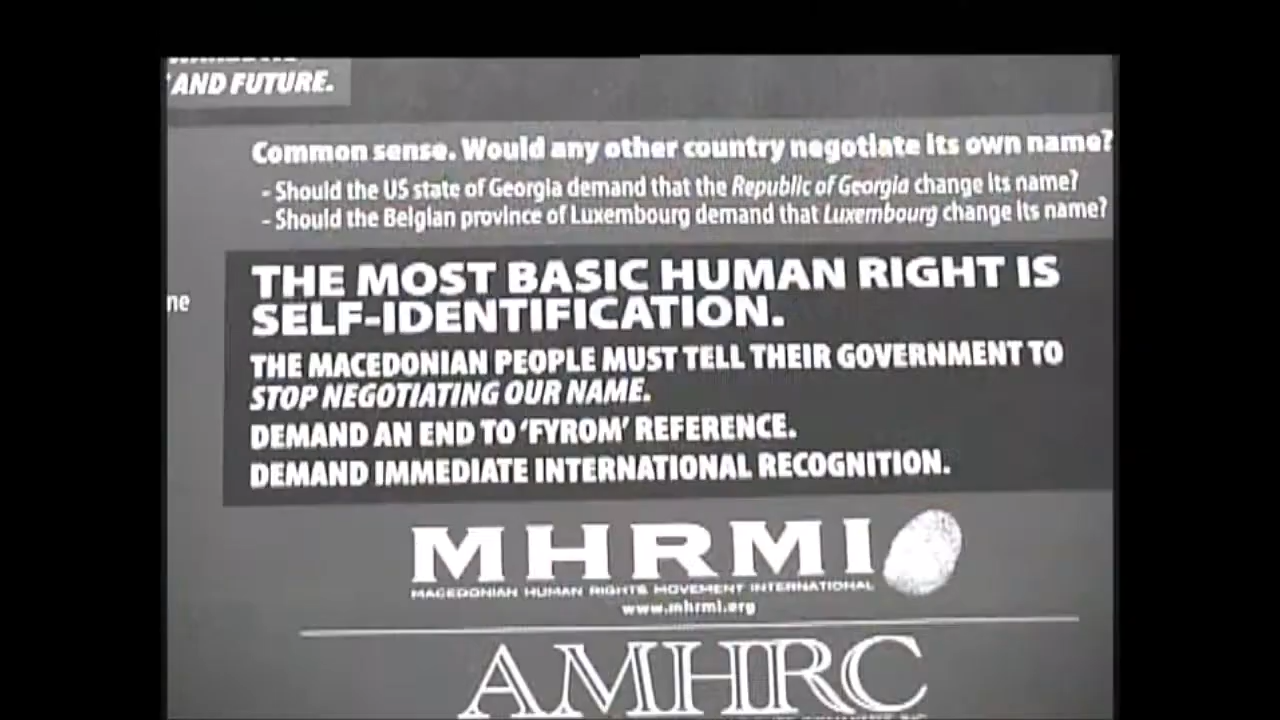 AND FUTURE.
Common sense. Would any other country negotiate its own name?
- Should the US state of Georgia demand that the Republic of Georgia change its name?
- Should the Belgian province of Luxembourg demand that Luxembourg change its name?
ne
THE MOST BASIC HUMAN RIGHT IS
SELF-IDENTIFICATION.
THE MACEDONIAN PEOPLE MUST TELL THEIR GOVERNMENT TO
STOP NEGOTIATING OUR NAME.
DEMAND AN END TO 'FYROM' REFERENCE.
DEMAND IMMEDIATE INTERNATIONAL RECOGNITION.
MHRMI
MACEDONIAN HUMAN RIGHTS MOVEMENT INTERNATIONAL
www.mhrmi.org
AMHRC